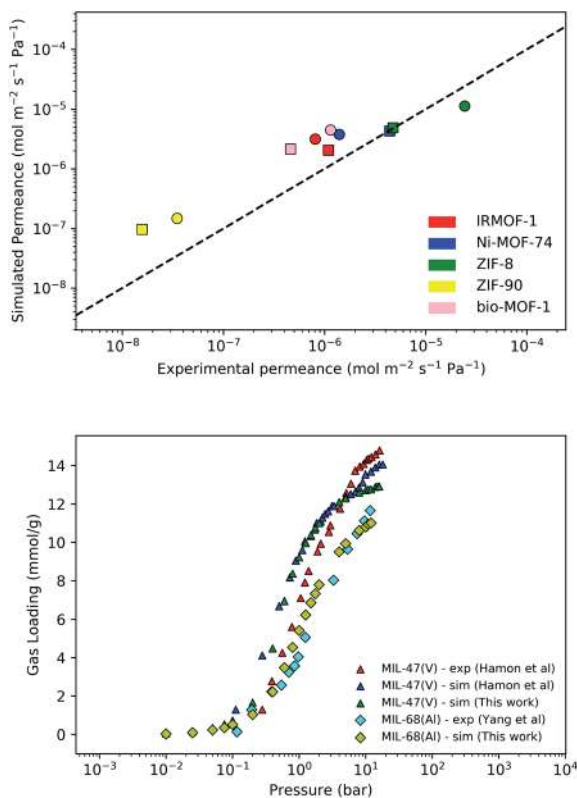 Simulated Permeance (mol m⁻² s⁻¹ Pa⁻¹)
10⁻⁴
10⁻⁵
10⁻⁶
10⁻⁷
10⁻⁸
IRMOF-1
Ni-MOF-74
ZIF-8
ZIF-90
bio-MOF-1
10⁻⁸ 10⁻⁷ 10⁻⁶ 10⁻⁵ 10⁻⁴
Experimental permeance (mol m⁻² s⁻¹ Pa⁻¹)
Gas Loading (mmol/g)
14
12
10
8
6
4
2
0
MIL-47(V) - exp (Hamon et al)
MIL-47(V) - sim (Hamon et al)
MIL-47(V) - sim (This work)
MIL-68(Al) - exp (Yang et al)
MIL-68(Al) - sim (This work)
10⁻³ 10⁻² 10⁻¹ 10⁰ 10¹ 10² 10³ 10⁴
Pressure (bar)